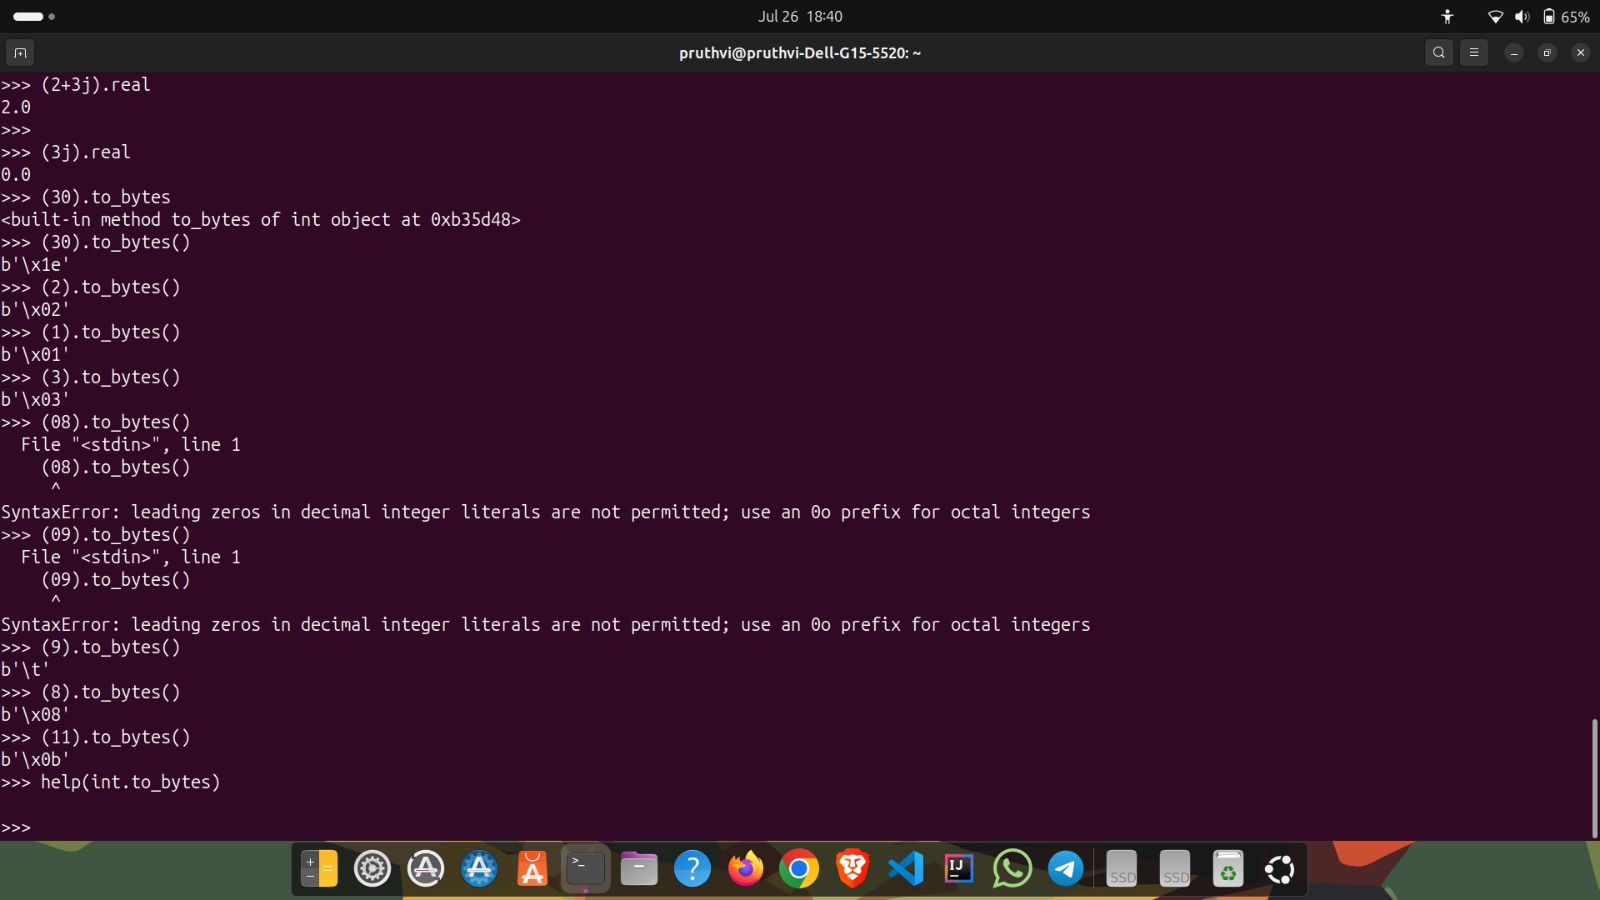 Jul 26 18:40
65%
pruthvi@pruthvi-Dell-G15-5520: ~
>>> (2+3j).real
2.0
>>>
>>> (3j).real
0.0
>>> (30).to_bytes
<built-in method to_bytes of int object at 0xb35d48>
>>> (30).to_bytes()
b'\x1e'
>>> (2).to_bytes()
b'\x02'
>>> (1).to_bytes()
b'\x01'
>>> (3).to_bytes()
b'\x03'
>>> (08).to_bytes()
  File "<stdin>", line 1
    (08).to_bytes()
     ^
SyntaxError: leading zeros in decimal integer literals are not permitted; use an 0o prefix for octal integers
>>> (09).to_bytes()
  File "<stdin>", line 1
    (09).to_bytes()
     ^
SyntaxError: leading zeros in decimal integer literals are not permitted; use an 0o prefix for octal integers
>>> (9).to_bytes()
b'\t'
>>> (8).to_bytes()
b'\x08'
>>> (11).to_bytes()
b'\x0b'
>>> help(int.to_bytes)
>>>
>_
?
IJ
SSD
SSD